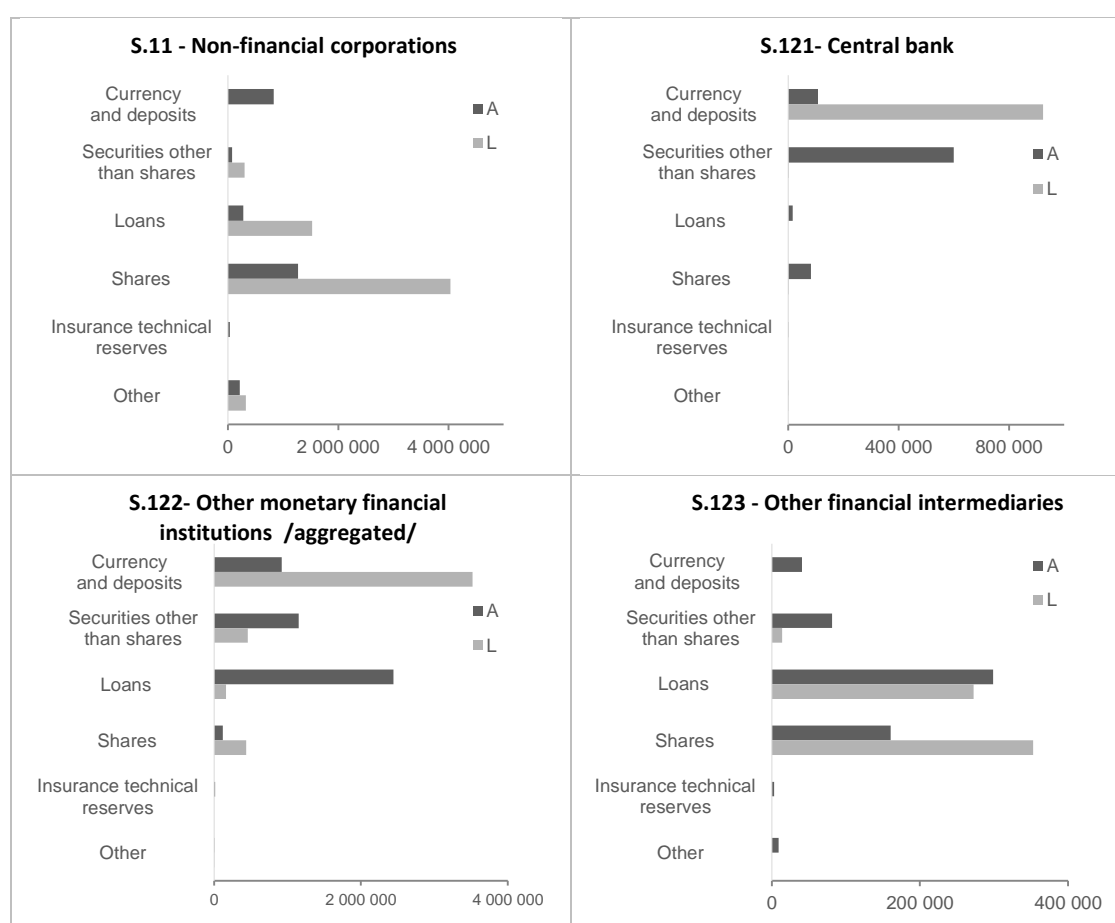 S.11 - Non-financial corporations
Currency
and deposits
Securities other
than shares
Loans
Shares
Insurance technical
reserves
Other
A
L
0
2 000 000
4 000 000
S.121- Central bank
Currency
and deposits
Securities other
than shares
Loans
Shares
Insurance technical
reserves
Other
A
L
0
400 000
800 000
S.122- Other monetary financial
institutions /aggregated/
Currency
and deposits
Securities other
than shares
Loans
Shares
Insurance technical
reserves
Other
A
L
0
2 000 000
4 000 000
S.123 - Other financial intermediaries
Currency
and deposits
Securities other
than shares
Loans
Shares
Insurance technical
reserves
Other
A
L
0
200 000
400 000